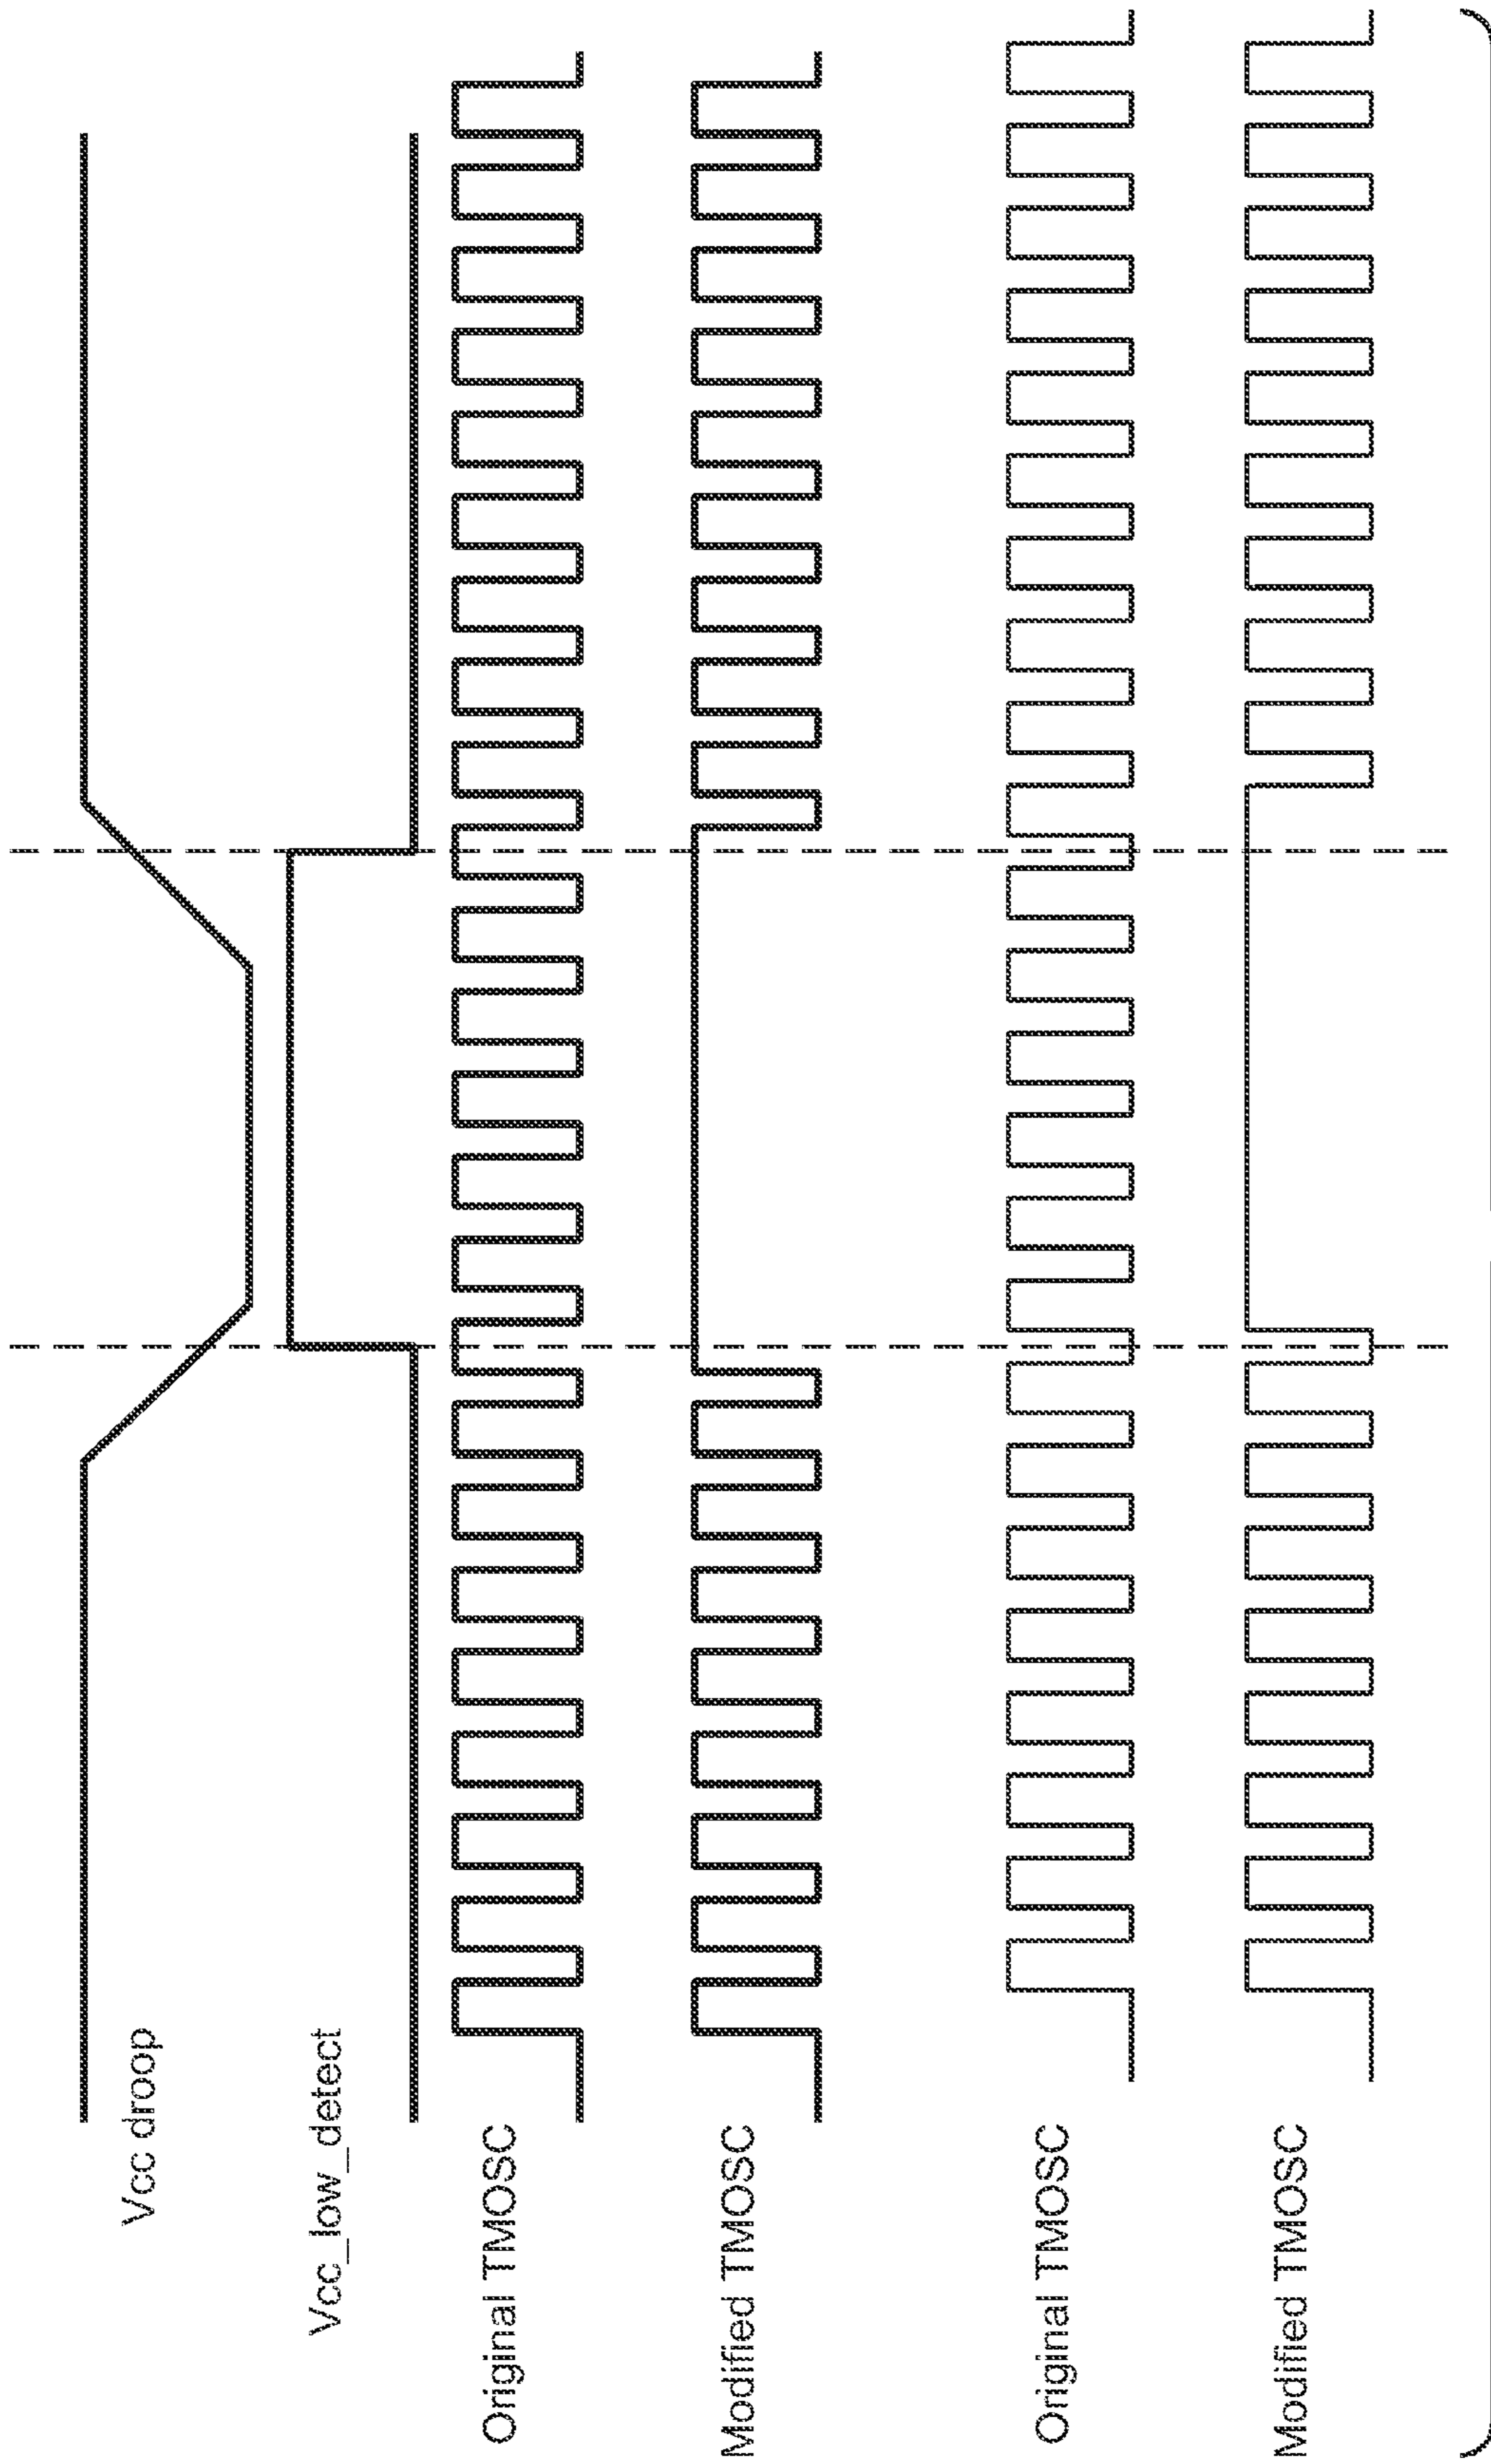 Vcc droop
Vcc_low_detect
Original TMOSC
Modified TMOSC
Original TMOSC
Modified TMOSC